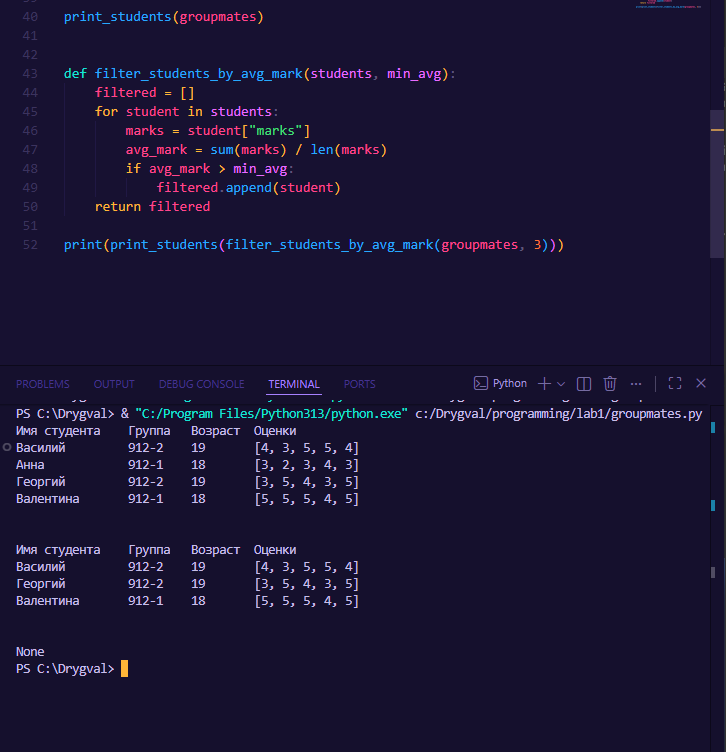 40 print_students(groupmates)
41
42
43 def filter_students_by_avg_mark(students, min_avg):
44 filtered = []
45 for student in students:
46 marks = student["marks"]
47 avg_mark = sum(marks) / len(marks)
48 if avg_mark > min_avg:
49 filtered.append(student)
50 return filtered
51
52 print(print_students(filter_students_by_avg_mark(groupmates, 3)))
PROBLEMS OUTPUT DEBUG CONSOLE TERMINAL PORTS Python
PS C:\Drygval> & "C:/Program Files/Python313/python.exe" c:/Drygval/programming/lab1/groupmates.py
Имя студента Группа Возраст Оценки
Василий 912-2 19 [4, 3, 5, 5, 4]
Анна 912-1 18 [3, 2, 3, 4, 3]
Георгий 912-2 19 [3, 5, 4, 3, 5]
Валентина 912-1 18 [5, 5, 5, 4, 5]
Имя студента Группа Возраст Оценки
Василий 912-2 19 [4, 3, 5, 5, 4]
Георгий 912-2 19 [3, 5, 4, 3, 5]
Валентина 912-1 18 [5, 5, 5, 4, 5]
None
PS C:\Drygval>